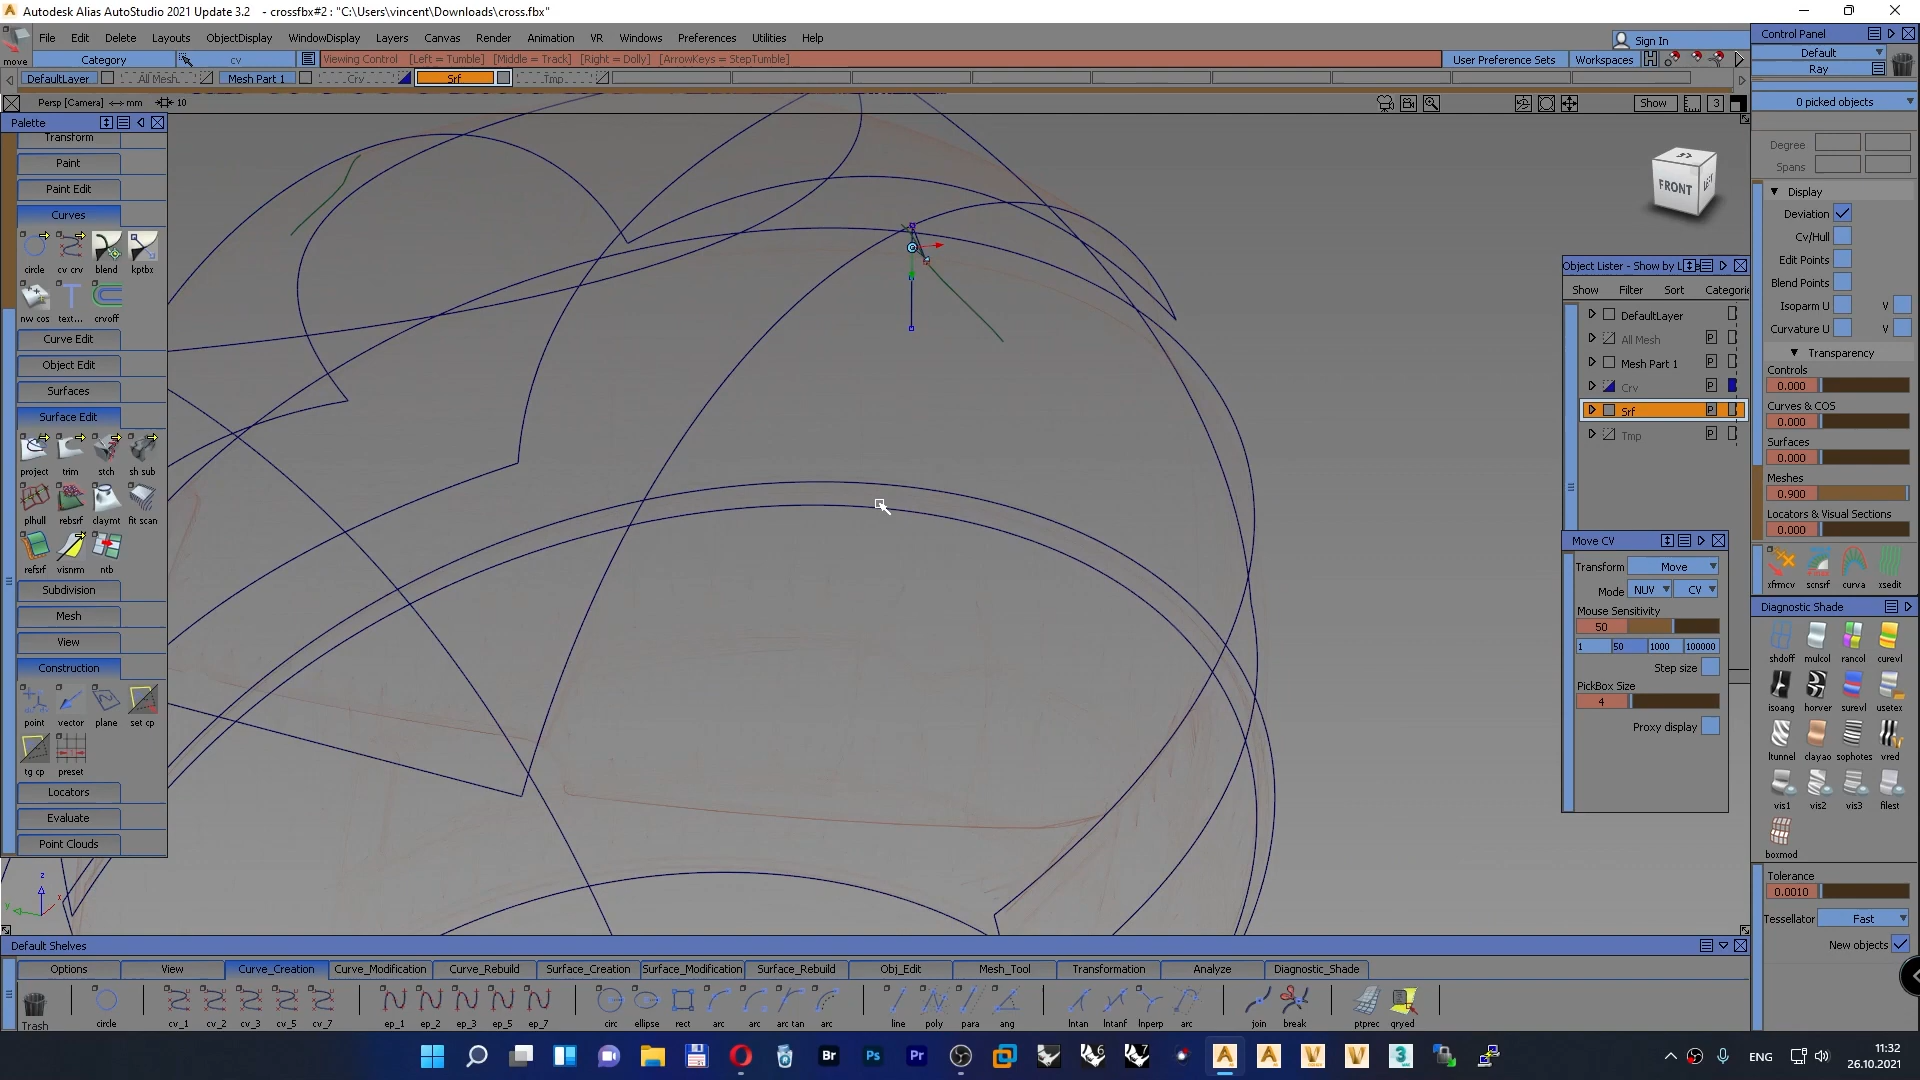 Autodesk Alias AutoStudio 2021 Update 3.2 - crossfbx#2 : "C:\Users\vincent\Downloads\cross.fbx"
File Edit Delete Layouts ObjectDisplay WindowDisplay Layers Canvas Render Animation VR Windows Preferences Utilities Help
Sign In
move
Category
cv
Viewing Control [Left = Tumble] [Middle = Track] [Right = Dolly] [ArrowKeys = StepTumble]
User Preference Sets
Workspaces
DefaultLayer
All Mesh
Mesh Part 1
Crv
Srf
Tmp
Persp [Camera] <-> mm
10
Show
3
Palette
Transform
Paint
Paint Edit
Curves
circle cv crv blend kptbx
nw cos text... crvoff
Curve Edit
Object Edit
Surfaces
Surface Edit
project trim stch sh sub
plhull rebsrf claymt fit scan
refsrf visnrm ntb
Subdivision
Mesh
View
Construction
point vector plane set cp
tg cp preset
Locators
Evaluate
Point Clouds
FRONT
LEFT
z
y
x
Object Lister - Show by
Show Filter Sort Categorie
DefaultLayer
All Mesh P
Mesh Part 1 P
Crv P
Srf P
Tmp P
Move CV
Transform Move
Mode NUV CV
Mouse Sensitivity
50
1 50 1000 100000
Step size
PickBox Size
4
Proxy display
Control Panel
Default
Ray
0 picked objects
Degree
Spans
Display
Deviation
Cv/Hull
Edit Points
Blend Points
Isoparm U V
Curvature U V
Transparency
Controls
0.000
Curves & COS
0.000
Surfaces
0.000
Meshes
0.900
Locators & Visual Sections
0.000
xfrmcv scnsrf curva xsedit
Diagnostic Shade
shdoff mulcol rancol curevl
isoang horver surevl usetex
ltunnel clayao sophotes vred
vis1 vis2 vis3 filest
boxmod
Tolerance
0.0010
Tessellator Fast
New objects
Default Shelves
Options View Curve_Creation Curve_Modification Curve_Rebuild Surface_Creation Surface_Modification Surface_Rebuild Obj_Edit Mesh_Tool Transformation Analyze Diagnostic_Shade
Trash circle cv_1 cv_2 cv_3 cv_5 cv_7 ep_1 ep_2 ep_3 ep_5 ep_7 circ ellipse rect arc arc arc tan arc line poly para ang lntan lntanf lnperp arc join break ptprec qryed
Br Ps Pr 6 7 3
ENG
11:32
26.10.2021